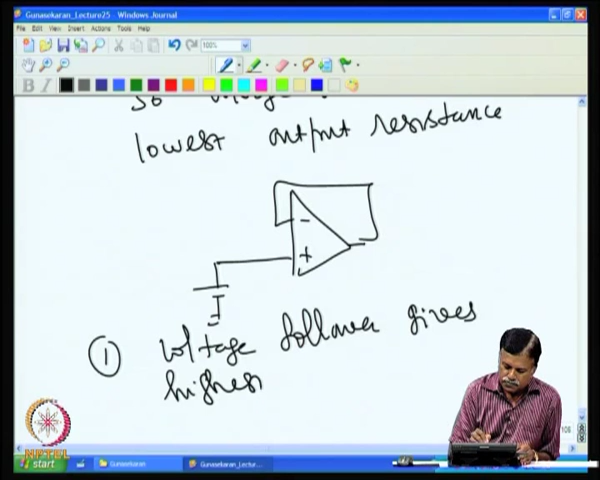 Gunasekaran_Lecture25 - Windows Journal
File Edit View Insert Actions Tools Help
100%
B I
lowest output resistance
-
+
① Voltage follower gives
highest
NPTEL
start Gunasekaran Gunasekaran_Lectur...